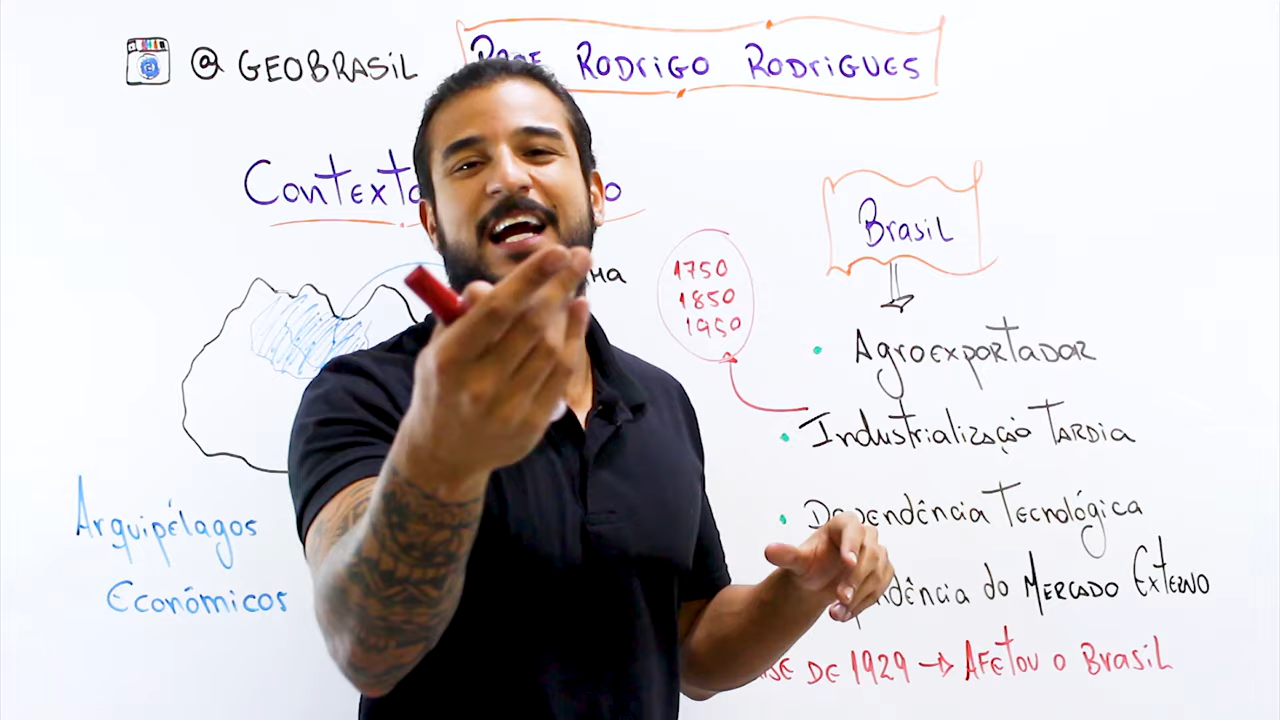 @GEOBRASIL
RODRIGO RODRIGUES
Contexto
Brasil
1750
1850
1950
Agroexportador
Industrialização Tardia
Dependência Tecnológica
do Mercado Externo
de 1929 → Afetou o Brasil
Arquipélagos
Econômicos